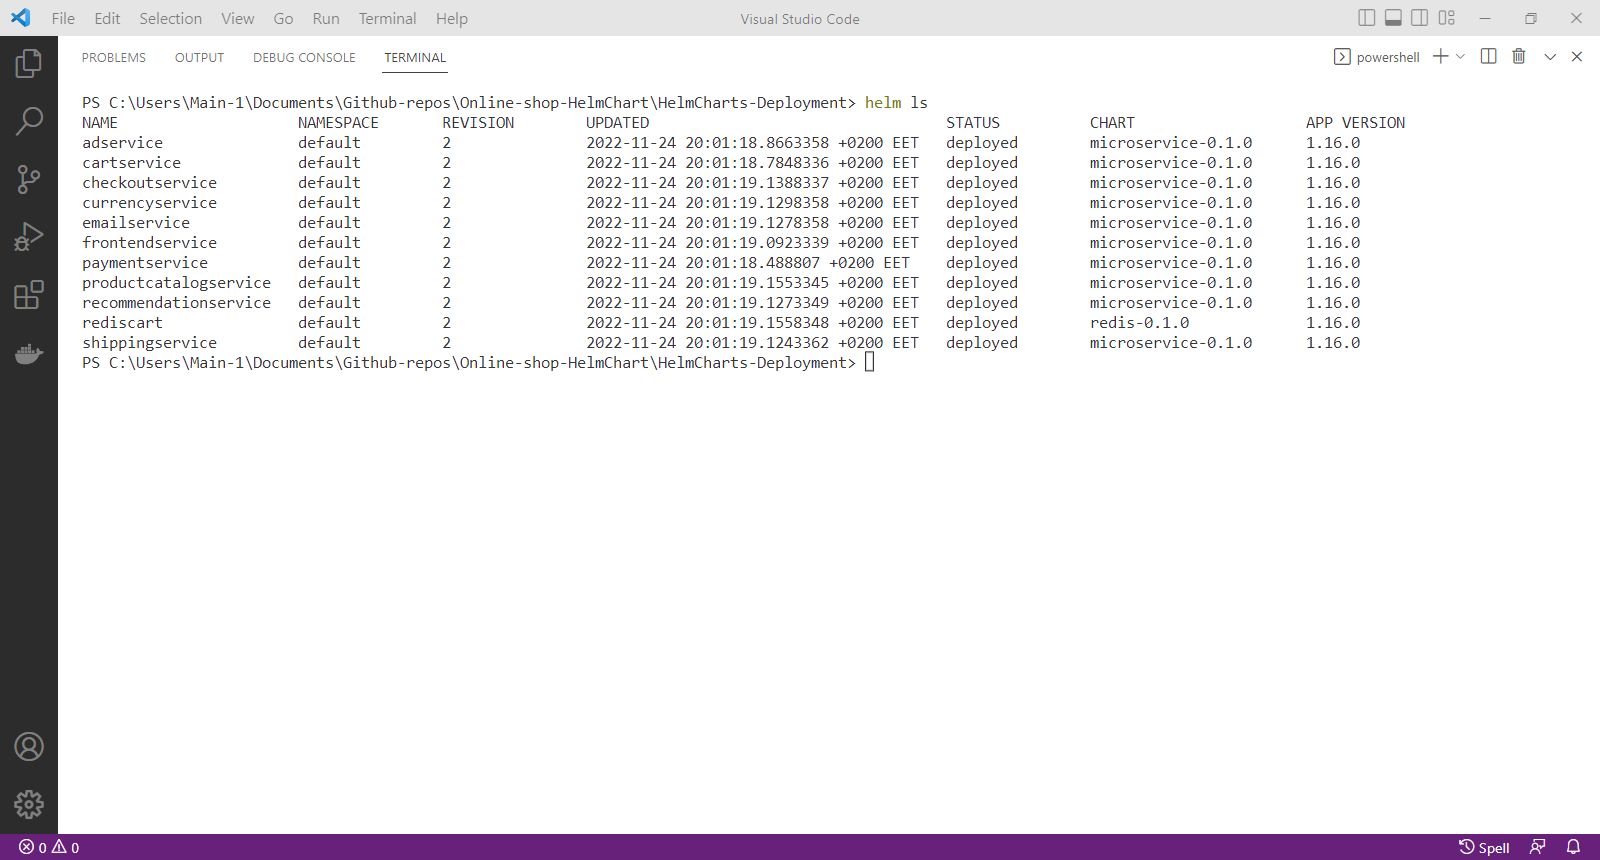 File Edit Selection View Go Run Terminal Help Visual Studio Code
PROBLEMS OUTPUT DEBUG CONSOLE TERMINAL powershell
PS C:\Users\Main-1\Documents\Github-repos\Online-shop-HelmChart\HelmCharts-Deployment> helm ls
NAME NAMESPACE REVISION UPDATED STATUS CHART APP VERSION
adservice default 2 2022-11-24 20:01:18.8663358 +0200 EET deployed microservice-0.1.0 1.16.0
cartservice default 2 2022-11-24 20:01:18.7848336 +0200 EET deployed microservice-0.1.0 1.16.0
checkoutservice default 2 2022-11-24 20:01:19.1388337 +0200 EET deployed microservice-0.1.0 1.16.0
currencyservice default 2 2022-11-24 20:01:19.1298358 +0200 EET deployed microservice-0.1.0 1.16.0
emailservice default 2 2022-11-24 20:01:19.1278358 +0200 EET deployed microservice-0.1.0 1.16.0
frontendservice default 2 2022-11-24 20:01:19.0923339 +0200 EET deployed microservice-0.1.0 1.16.0
paymentservice default 2 2022-11-24 20:01:18.488807 +0200 EET deployed microservice-0.1.0 1.16.0
productcatalogservice default 2 2022-11-24 20:01:19.1553345 +0200 EET deployed microservice-0.1.0 1.16.0
recommendationservice default 2 2022-11-24 20:01:19.1273349 +0200 EET deployed microservice-0.1.0 1.16.0
rediscart default 2 2022-11-24 20:01:19.1558348 +0200 EET deployed redis-0.1.0 1.16.0
shippingservice default 2 2022-11-24 20:01:19.1243362 +0200 EET deployed microservice-0.1.0 1.16.0
PS C:\Users\Main-1\Documents\Github-repos\Online-shop-HelmChart\HelmCharts-Deployment>
0 0 Spell